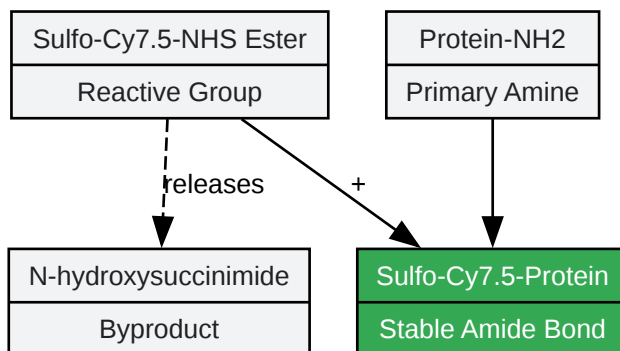 Sulfo-Cy7.5-NHS Ester
Reactive Group
Protein-NH2
Primary Amine
releases
+
N-hydroxysuccinimide
Byproduct
Sulfo-Cy7.5-Protein
Stable Amide Bond